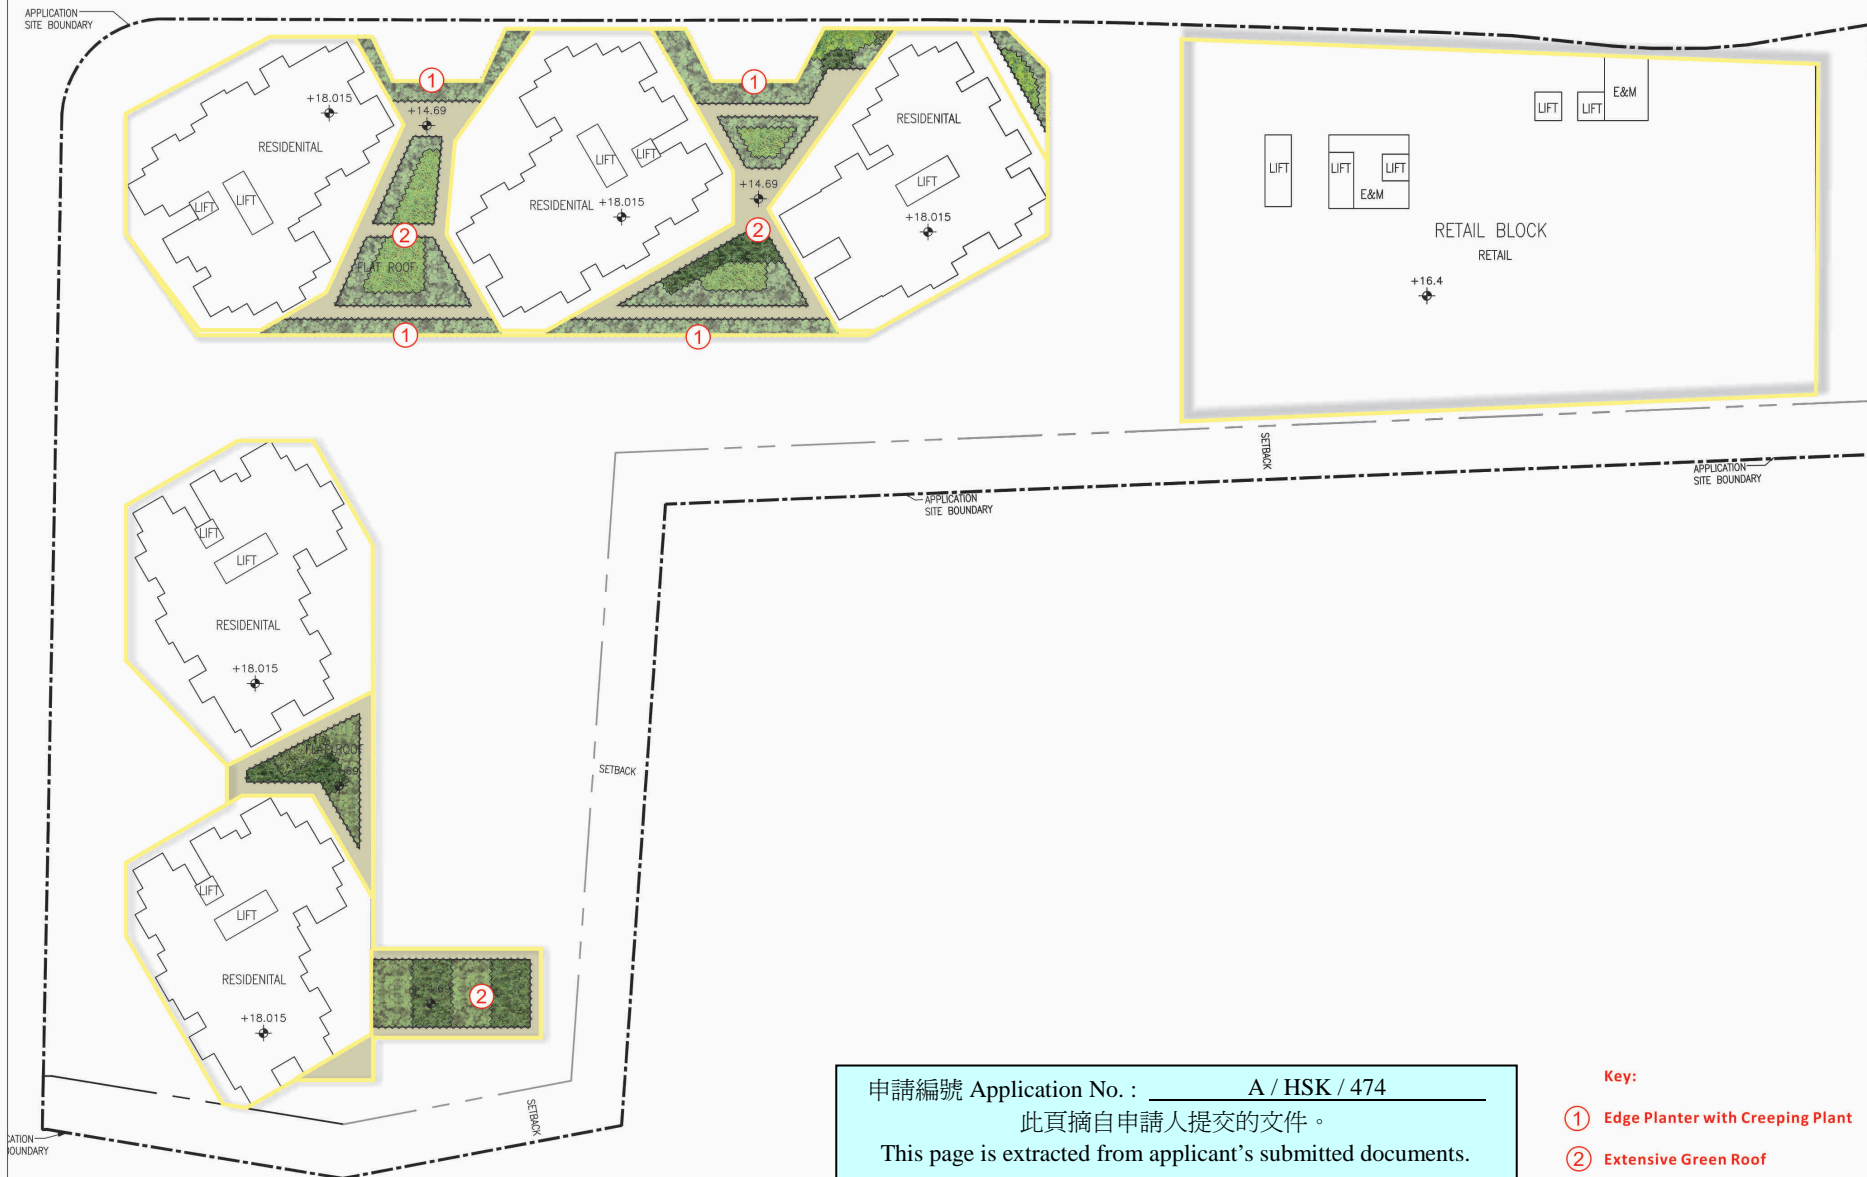 APPLICATION
SITE BOUNDARY
+18.015
RESIDENITAL
LIFT
LIFT
1
+14.69
2
FLAT ROOF
1
LIFT
LIFT
RESIDENITAL
+18.015
1
+14.69
2
1
RESIDENITAL
LIFT
+18.015
LIFT
LIFT
E&M
LIFT
LIFT
LIFT
E&M
RETAIL BLOCK
RETAIL
+16.4
SETBACK
APPLICATION
SITE BOUNDARY
APPLICATION
SITE BOUNDARY
LIFT
LIFT
RESIDENITAL
+18.015
FLAT ROOF
SETBACK
LIFT
LIFT
RESIDENITAL
+18.015
2
SETBACK
CATION
BOUNDARY
申請編號 Application No. : A / HSK / 474
此頁摘自申請人提交的文件。
This page is extracted from applicant's submitted documents.
Key:
1 Edge Planter with Creeping Plant
2 Extensive Green Roof